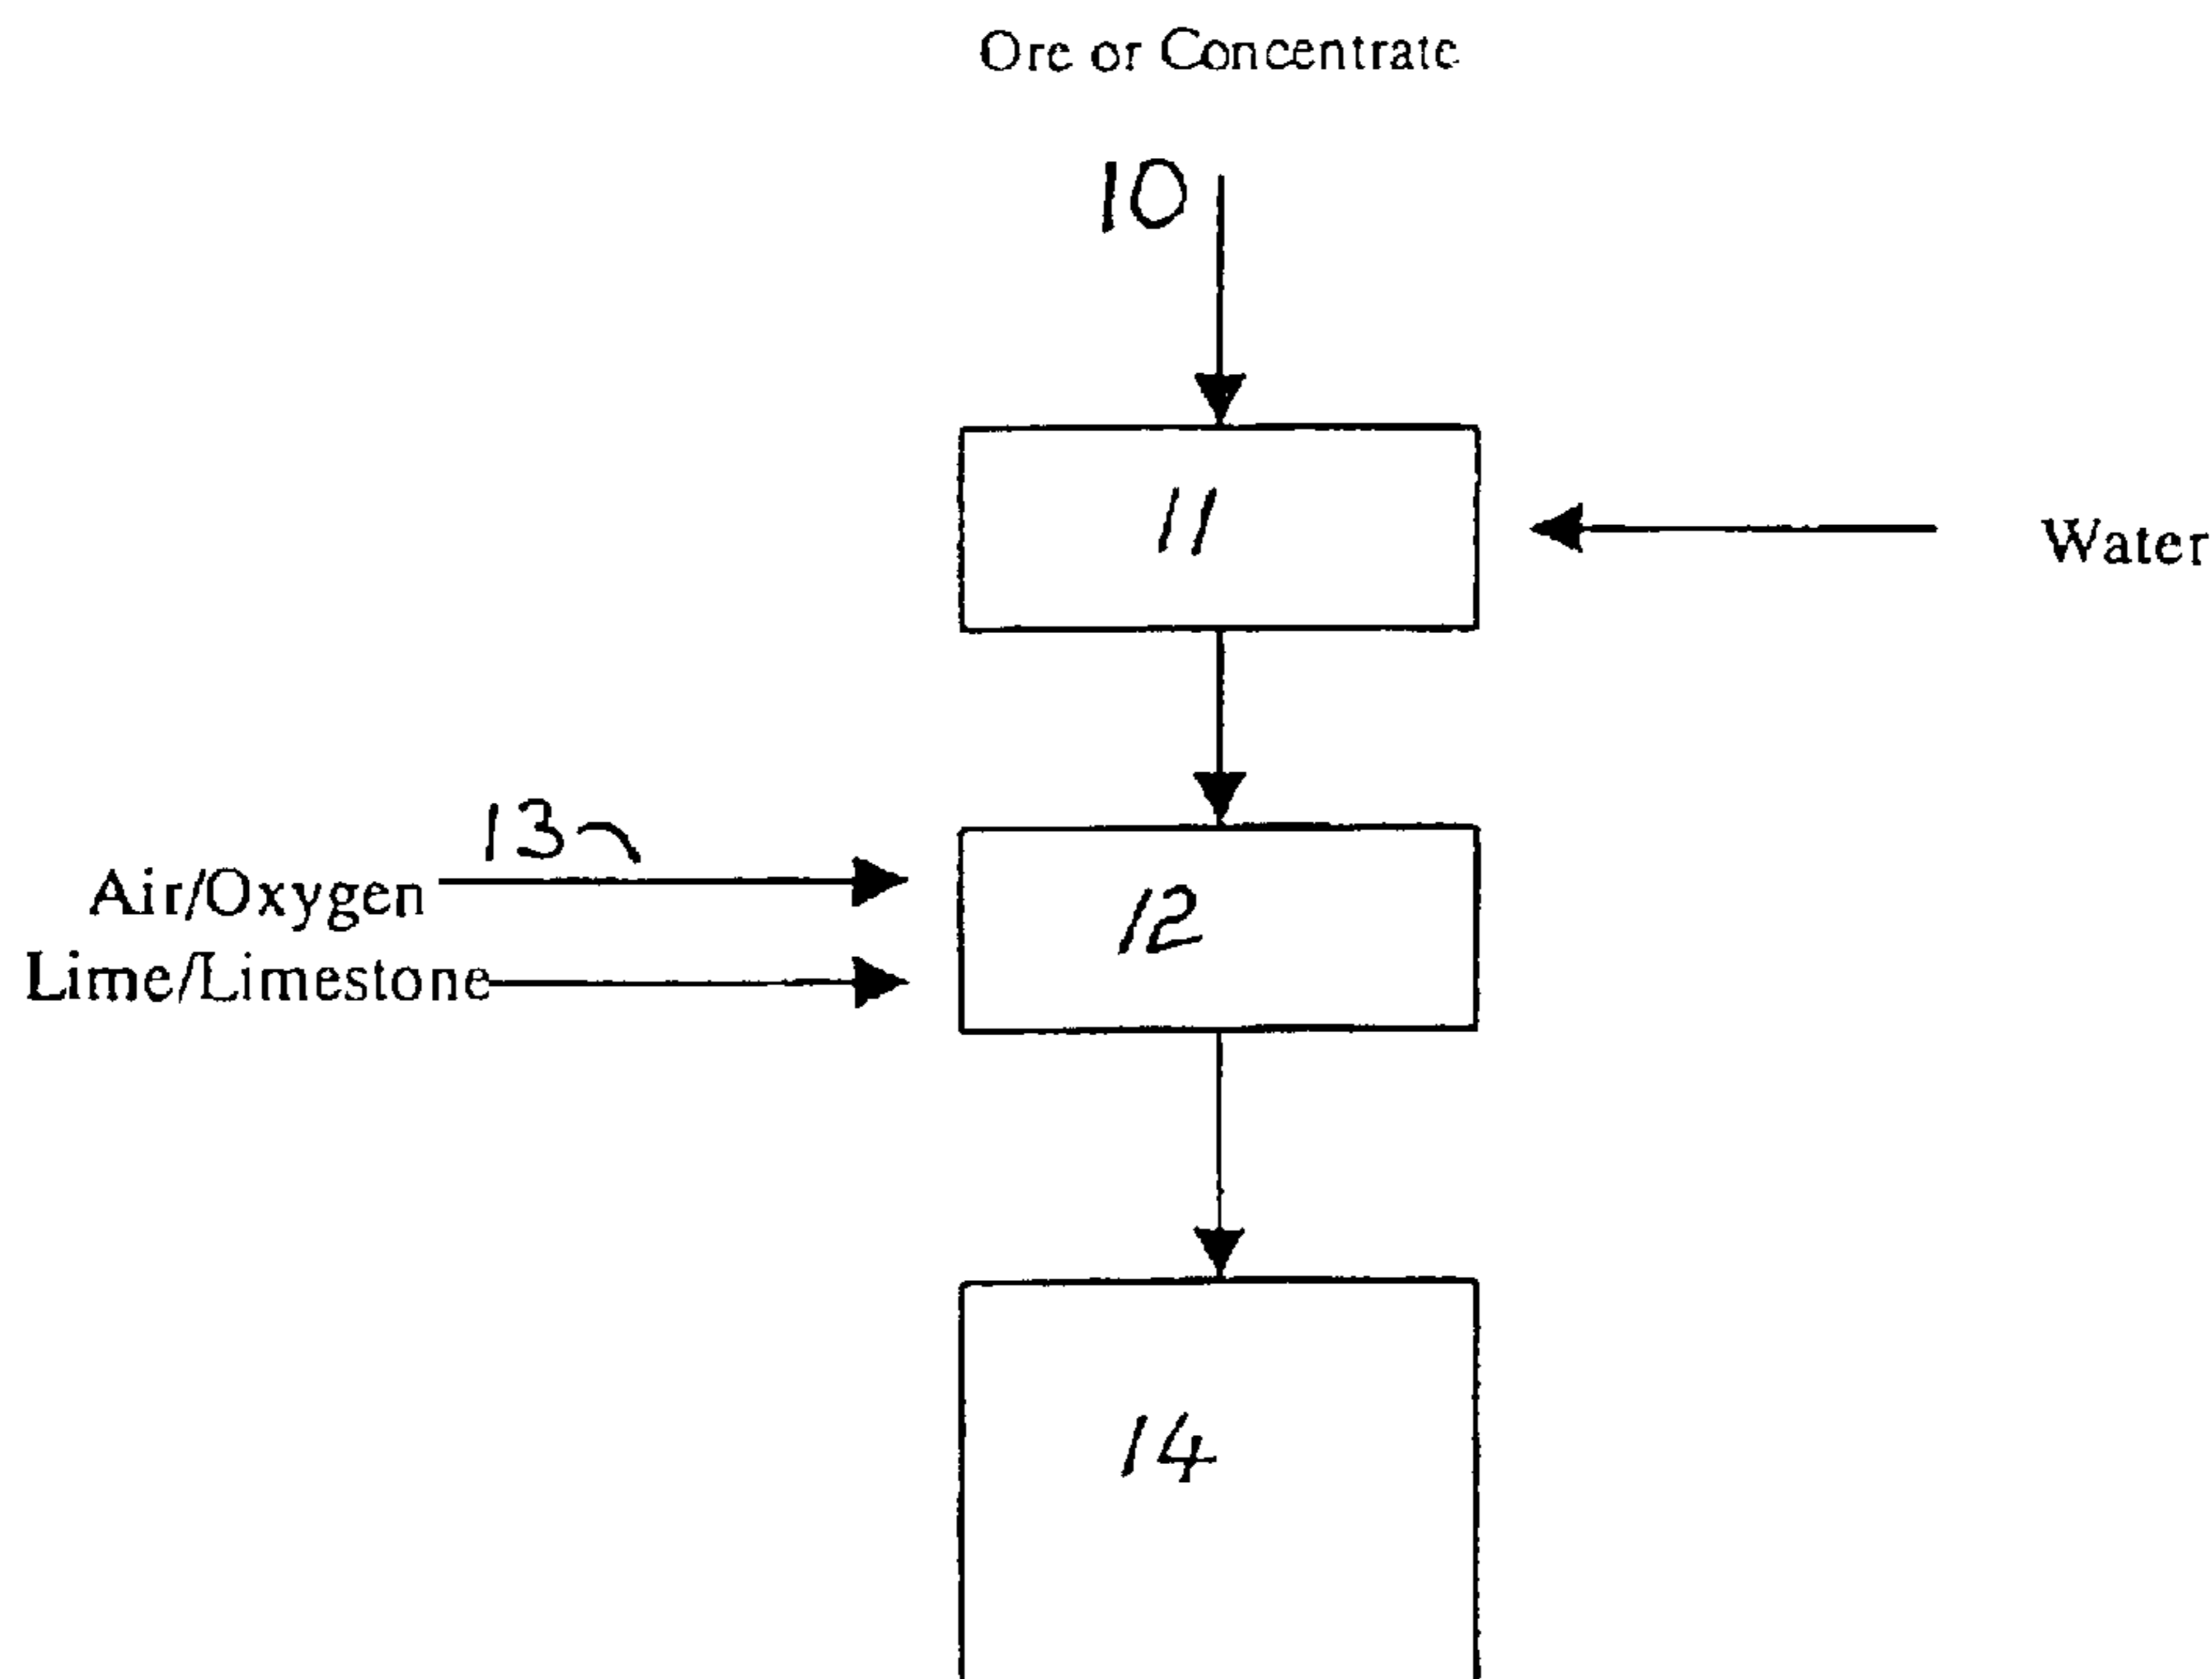 Ore or Concentrate
10
11
Water
13
Air/Oxygen
12
Lime/Limestone
14